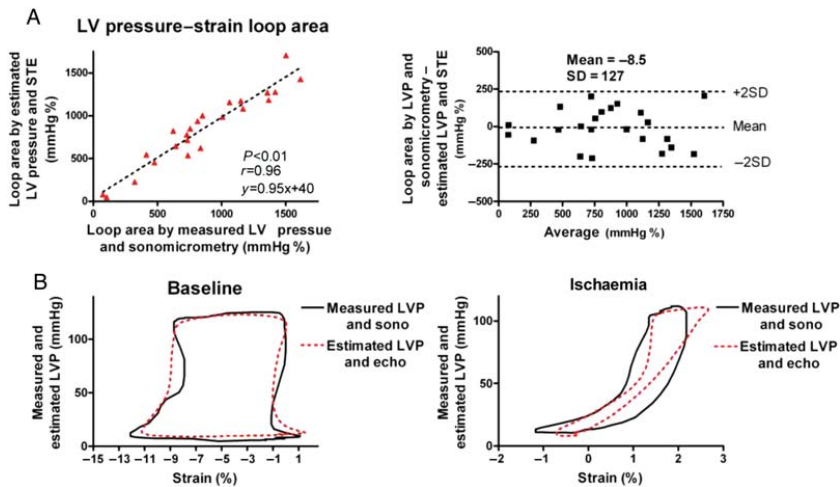 A
LV pressure–strain loop area
Loop area by estimated
LV pressure and STE
(mmHg %)
1500
1000
500
0
0
500
1000
1500
P<0.01
r=0.96
y=0.95x+40
Loop area by measured LV pressue
and sonomicrometry (mmHg %)
Loop area by LVP and
sonomicrometry –
estimated LVP and STE
(mmHg %)
500
250
0
−250
−500
Mean = –8.5
SD = 127
+2SD
Mean
−2SD
0
250
500
750
1000
1250
1500
1750
Average (mmHg %)
B
Baseline
Measured and
estimated LVP (mmHg)
100
50
0
−15
−13
−11
−9
−7
−5
−3
−1
1
Strain (%)
Measured LVP
and sono
Estimated LVP
and echo
Ischaemia
Measured and
estimated LVP (mmHg)
100
50
0
−2
−1
0
1
2
3
Strain (%)
Measured LVP
and sono
Estimated LVP
and echo